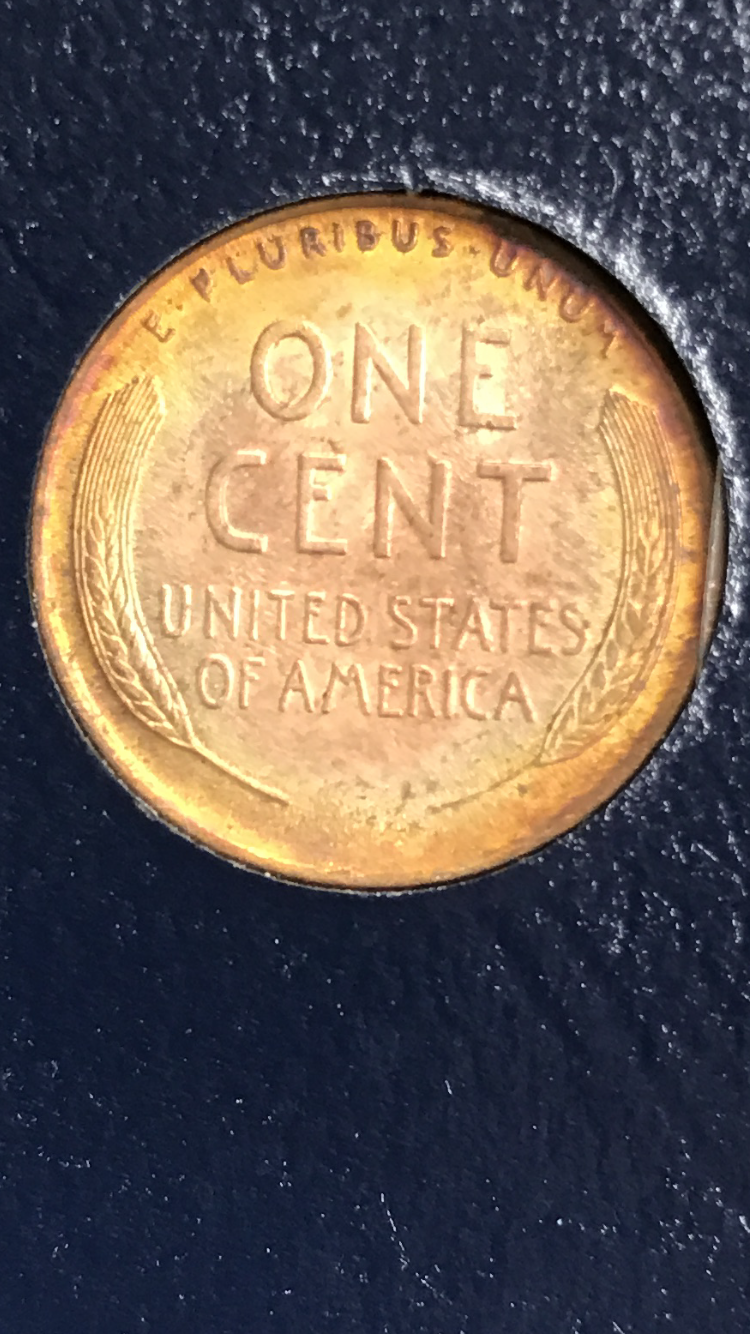 E · PLURIBUS · UNUM
ONE
CENT
UNITED STATES
OF AMERICA